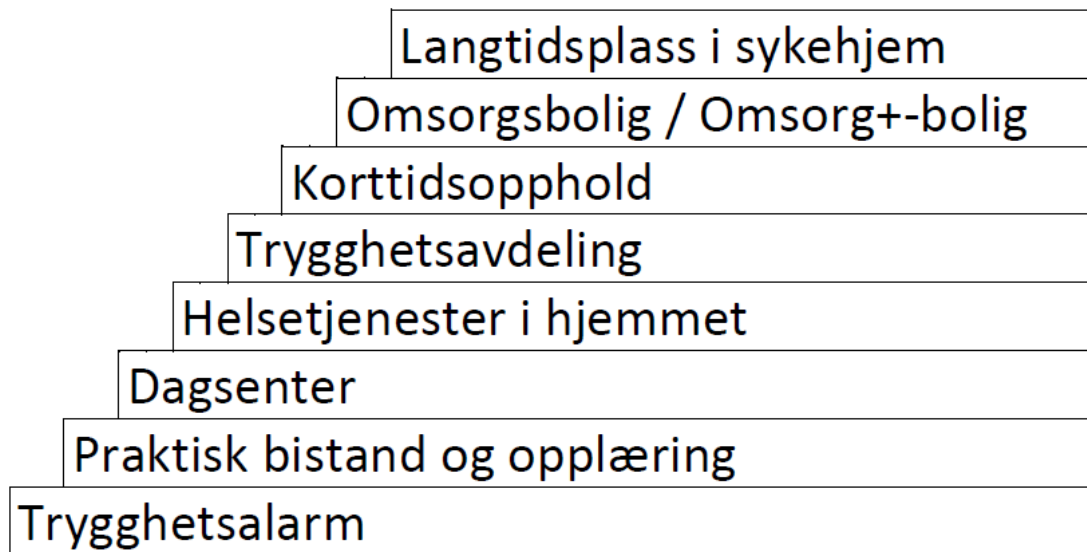 Langtidsplass i sykehjem
Omsorgsbolig / Omsorg+-bolig
Korttidsopphold
Trygghetsavdeling
Helsetjenester i hjemmet
Dagsenter
Praktisk bistand og opplæring
Trygghetsalarm